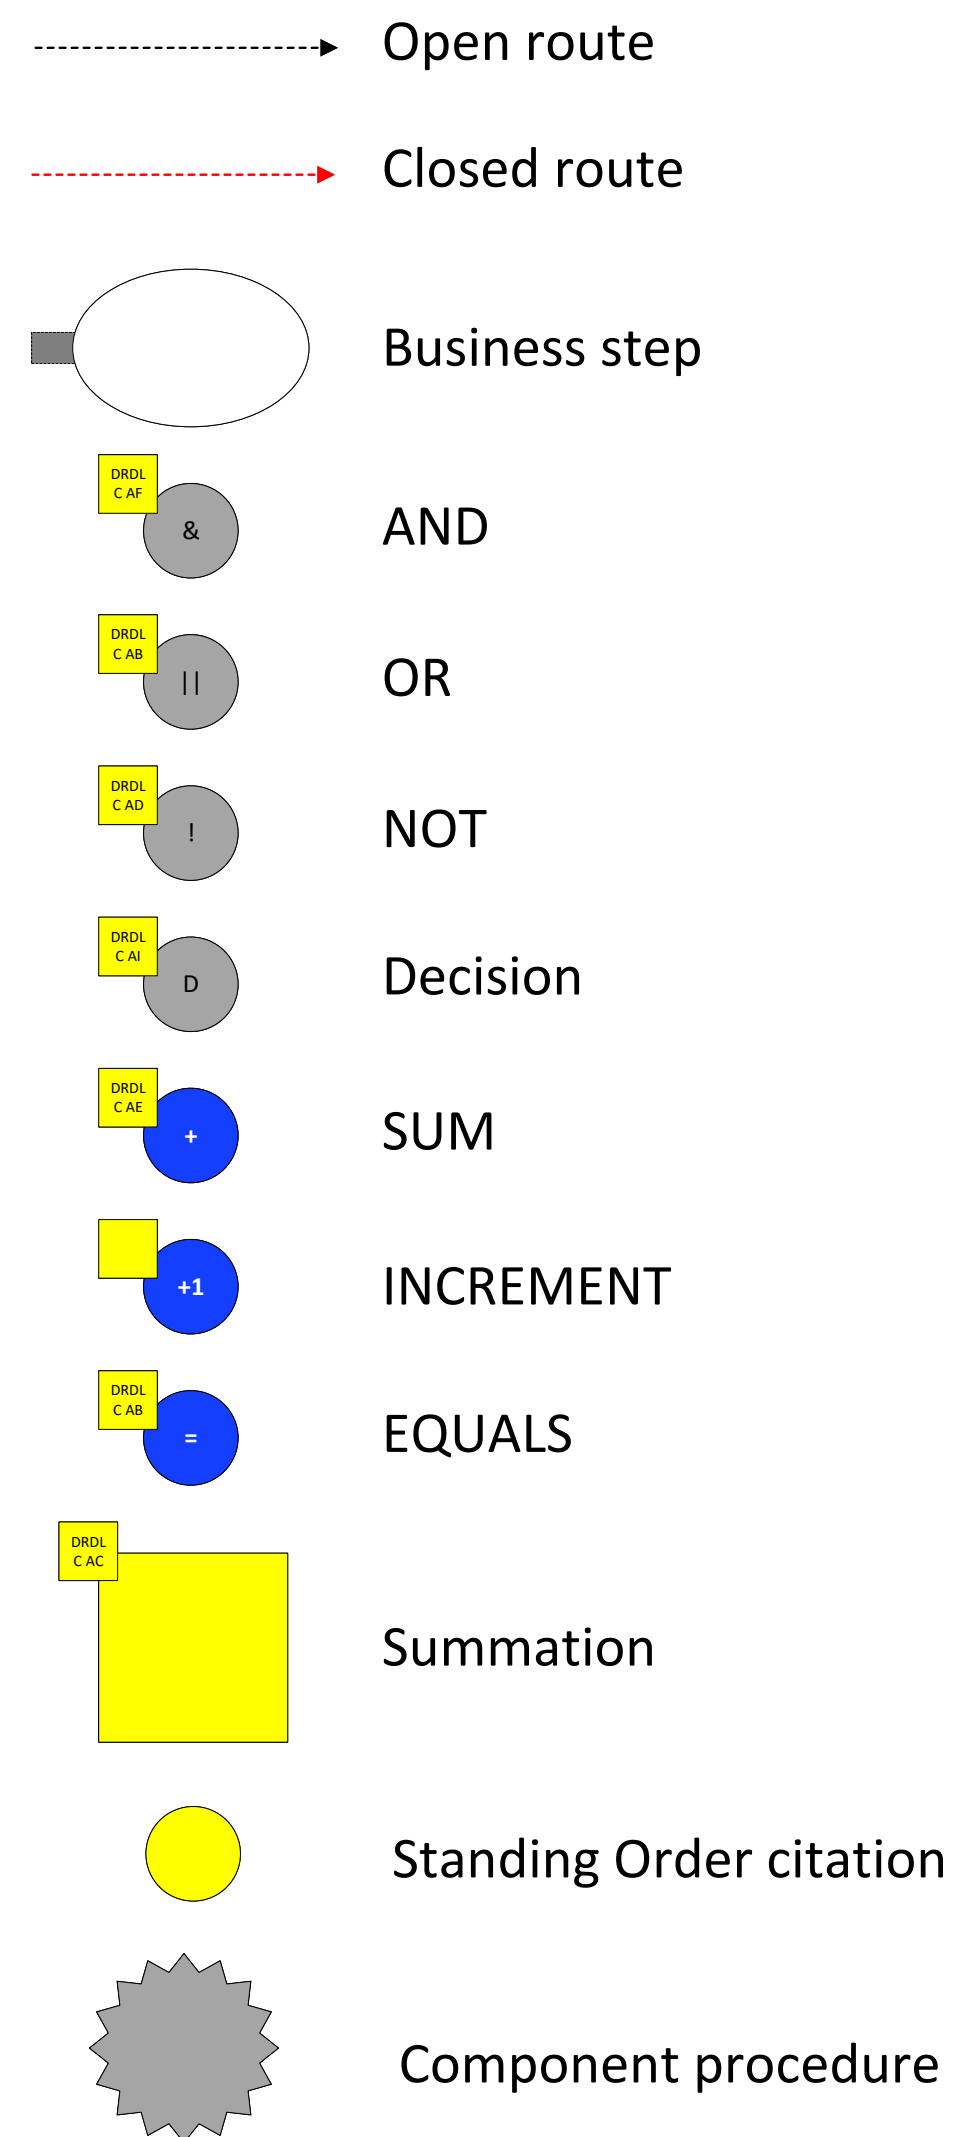 Open route
Closed route
Business step
DRDL
C AF
&
AND
DRDL
C AB
||
OR
DRDL
C AD
!
NOT
DRDL
C AI
D
Decision
DRDL
C AE
+
SUM
+1
INCREMENT
DRDL
C AB
=
EQUALS
DRDL
C AC
Summation
Standing Order citation
Component procedure